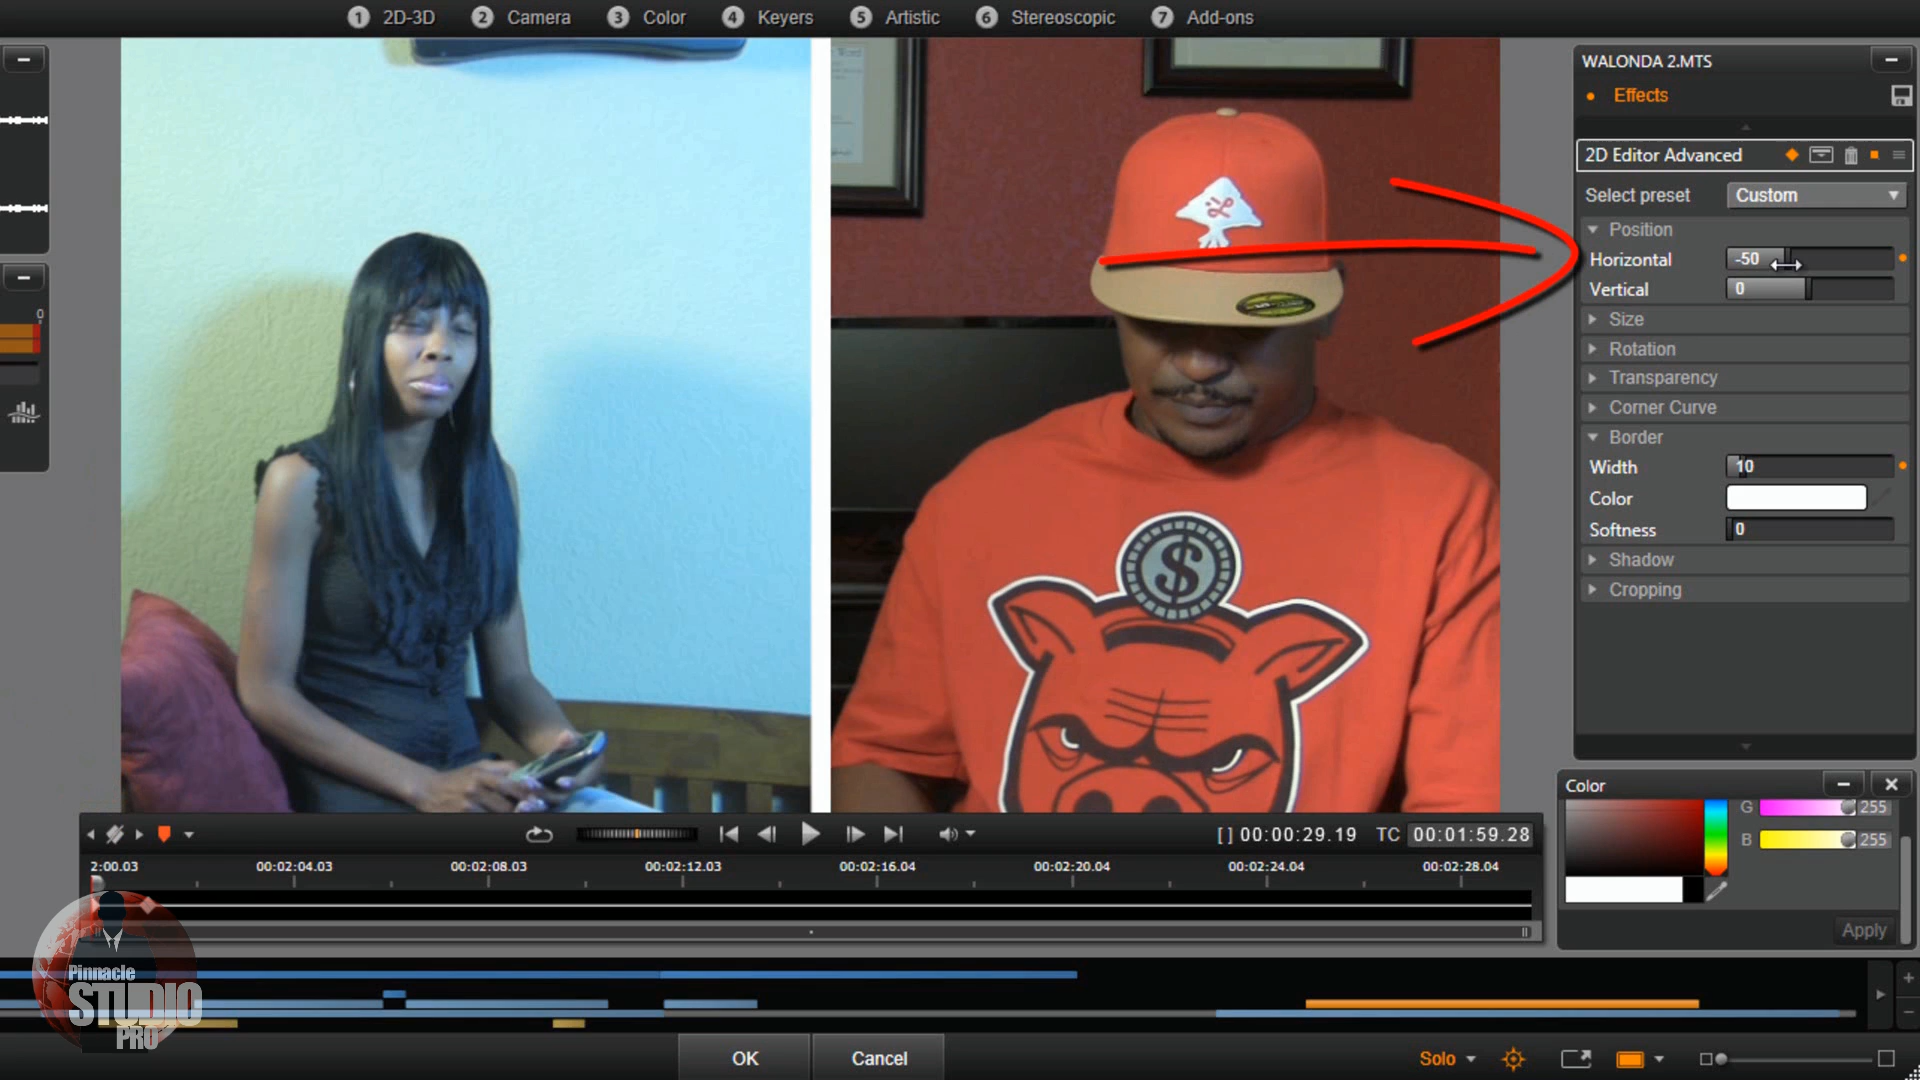 1 2D-3D 2 Camera 3 Color 4 Keyers 5 Artistic 6 Stereoscopic 7 Add-ons
WALONDA 2.MTS
Effects
2D Editor Advanced
Select preset Custom
Position
Horizontal -50
Vertical 0
Size
Rotation
Transparency
Corner Curve
Border
Width 10
Color
Softness 0
Shadow
Cropping
0
$
Color
G 255
B 255
Apply
[ ] 00:00:29.19 TC 00:01:59.28
2:00.03 00:02:04.03 00:02:08.03 00:02:12.03 00:02:16.04 00:02:20.04 00:02:24.04 00:02:28.04
Pinnacle
STUDIO
PRO
OK Cancel
Solo